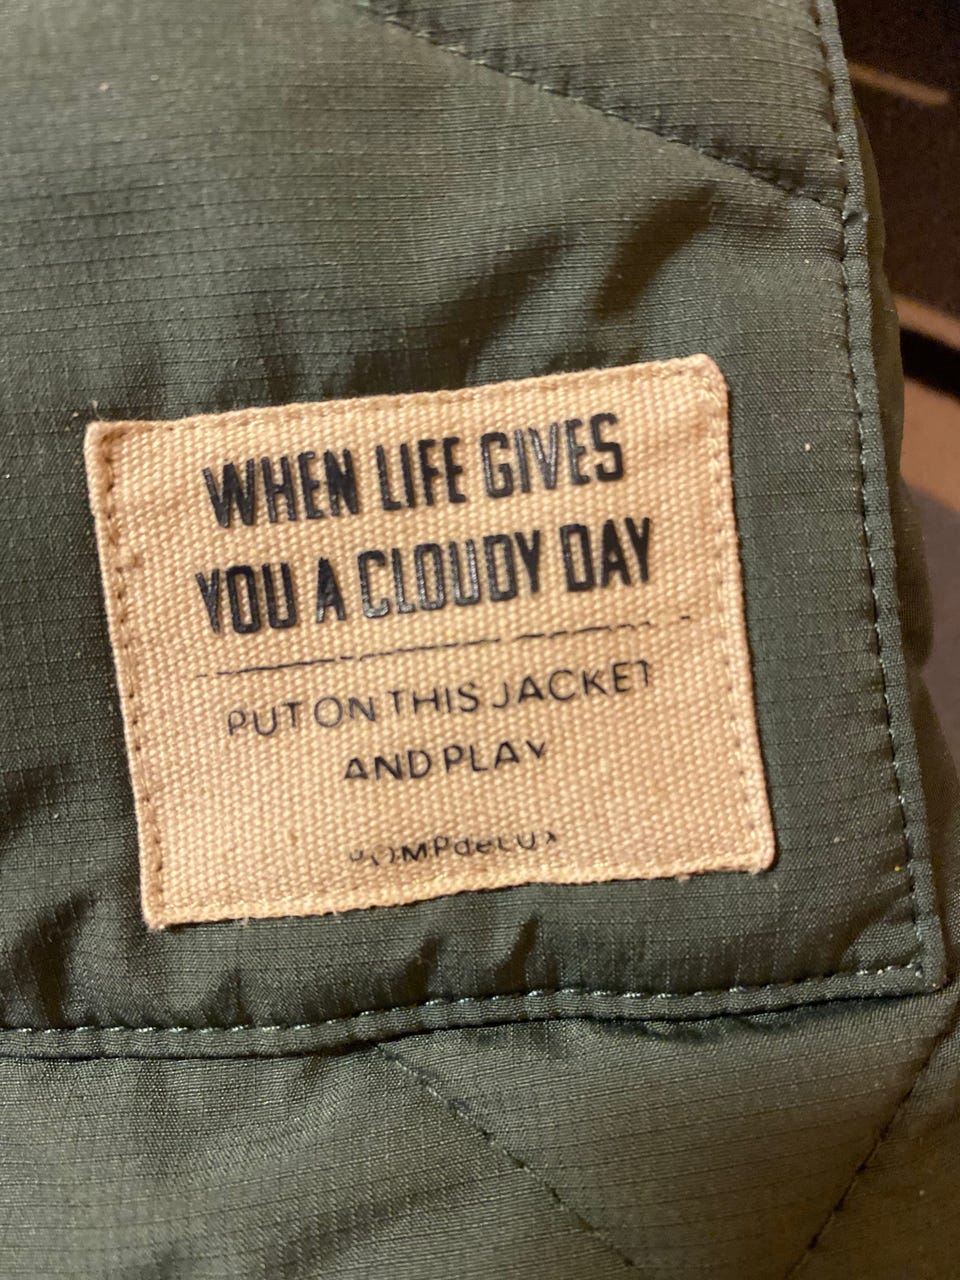 WHEN LIFE GIVES
YOU A CLOUDY DAY
PUT ON THIS JACKET
AND PLAY
POMPdeLUX